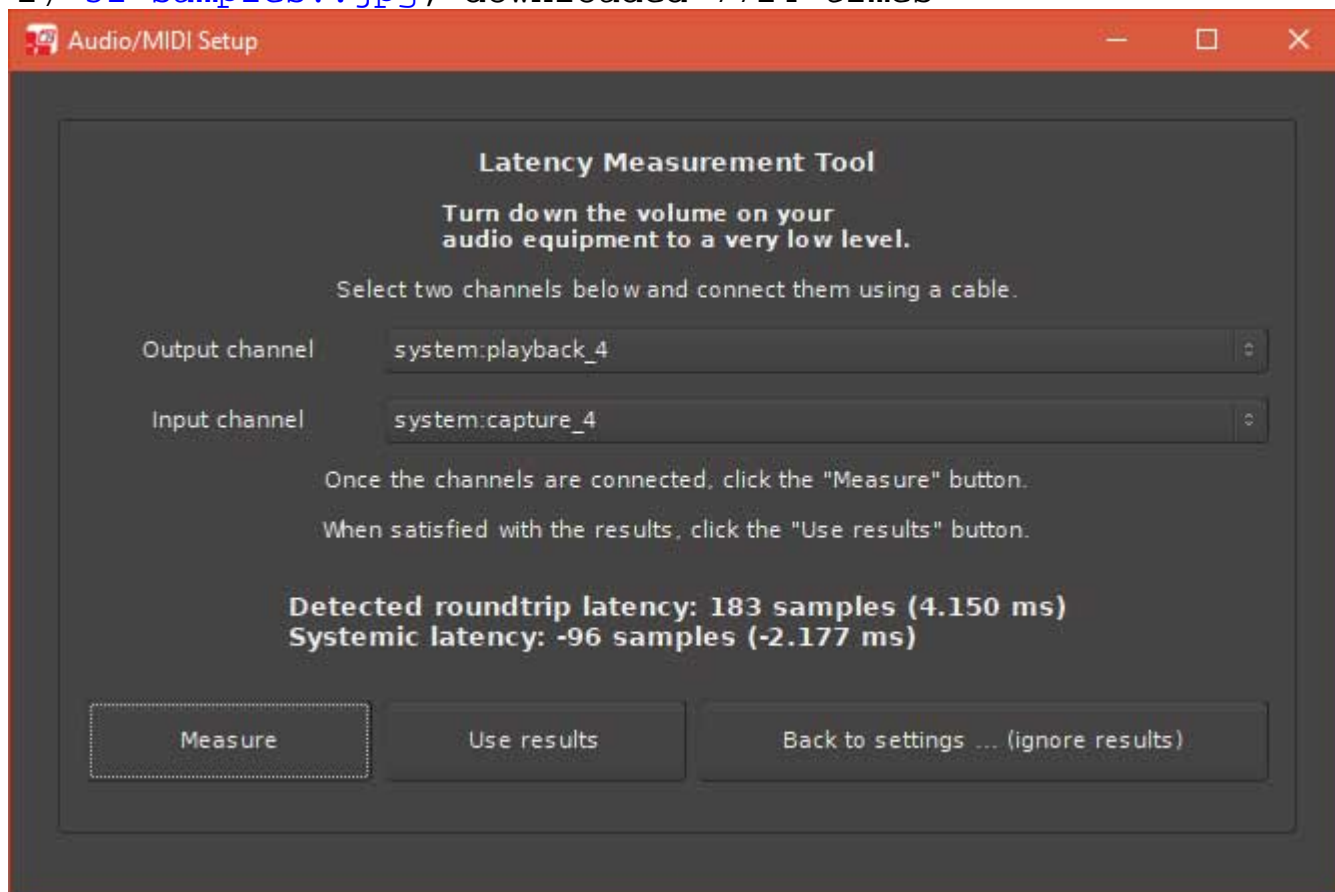 Audio/MIDI Setup
Latency Measurement Tool
Turn down the volume on your
audio equipment to a very low level.
Select two channels below and connect them using a cable.
Output channel system:playback_4
Input channel system:capture_4
Once the channels are connected, click the "Measure" button.
When satisfied with the results, click the "Use results" button.
Detected roundtrip latency: 183 samples (4.150 ms)
Systemic latency: -96 samples (-2.177 ms)
Measure Use results Back to settings ... (ignore results)